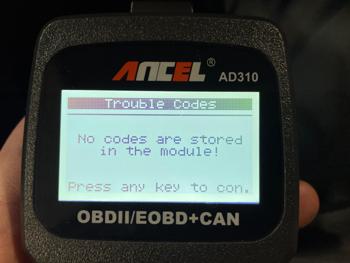 ANCEL®
AD310
Trouble Codes
No codes are stored
in the module!
Press any key to con.
OBDII/EOBD+CAN